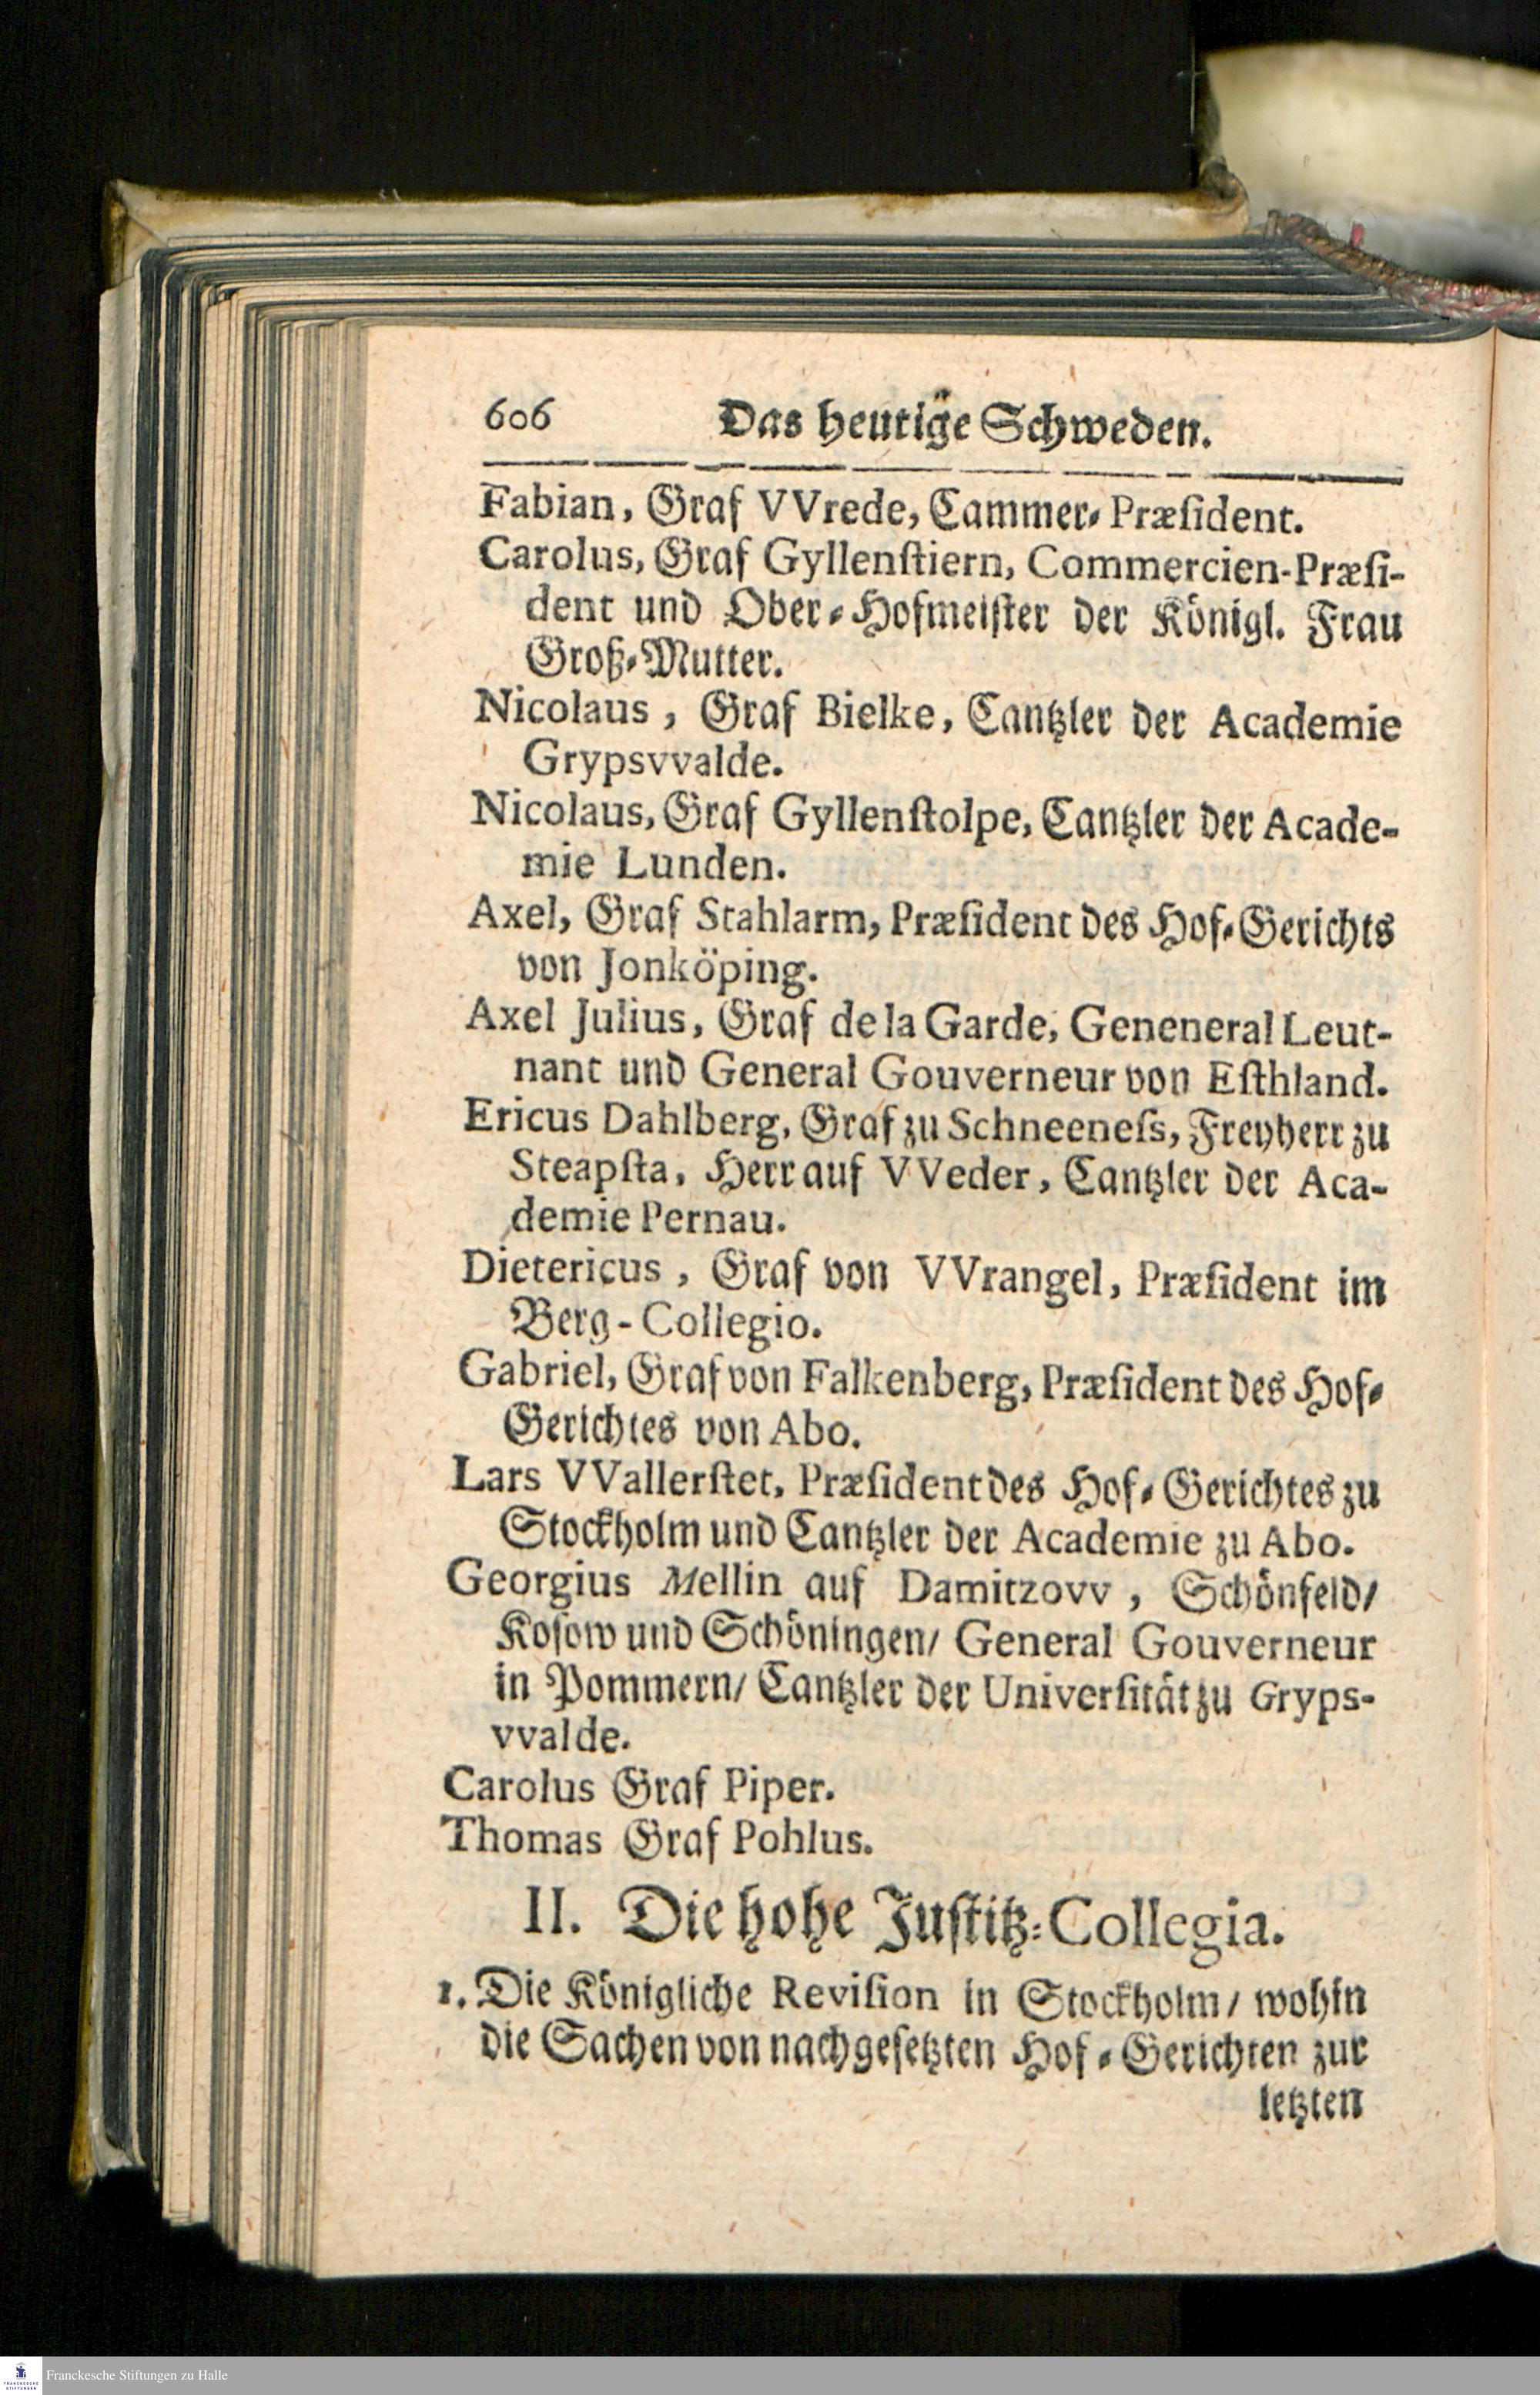 606 Das heutige Schweden.
Fabian, Graf VVrede, Cammer-Præſident.
Carolus, Graf Gyllenſtiern, Commercien-Præſi-
dent und Ober-Hofmeiſter der Königl. Frau
Groß-Mutter.
Nicolaus, Graf Bielke, Cantzler der Academie
Grypsvvalde.
Nicolaus, Graf Gyllenſtolpe, Cantzler der Acade-
mie Lunden.
Axel, Graf Stahlarm, Præſident des Hof-Gerichts
von Jonköping.
Axel Julius, Graf de la Garde, Geneneral Leut-
nant und General Gouverneur von Eſthland.
Ericus Dahlberg, Graf zu Schneeneſs, Freyherr zu
Steapſta, Herr auf VVeder, Cantzler der Aca-
demie Pernau.
Dietericus, Graf von VVrangel, Præſident im
Berg-Collegio.
Gabriel, Graf von Falkenberg, Præſident des Hof-
Gerichtes von Abo.
Lars VVallerſtet, Præſident des Hof-Gerichtes zu
Stockholm und Cantzler der Academie zu Abo.
Georgius Mellin auf Damitzovv, Schönfeld/
Koſow und Schöningen/ General Gouverneur
in Pommern/ Cantzler der Univerſität zu Gryps-
vvalde.
Carolus Graf Piper.
Thomas Graf Pohlus.
II. Die hohe Juſtitz-Collegia.
1. Die Königliche Reviſion in Stockholm/ wohin
die Sachen von nachgeſetzten Hof-Gerichten zur
letzten
Franckesche Stiftungen zu Halle
FRANCKESCHE
STIFTUNGEN